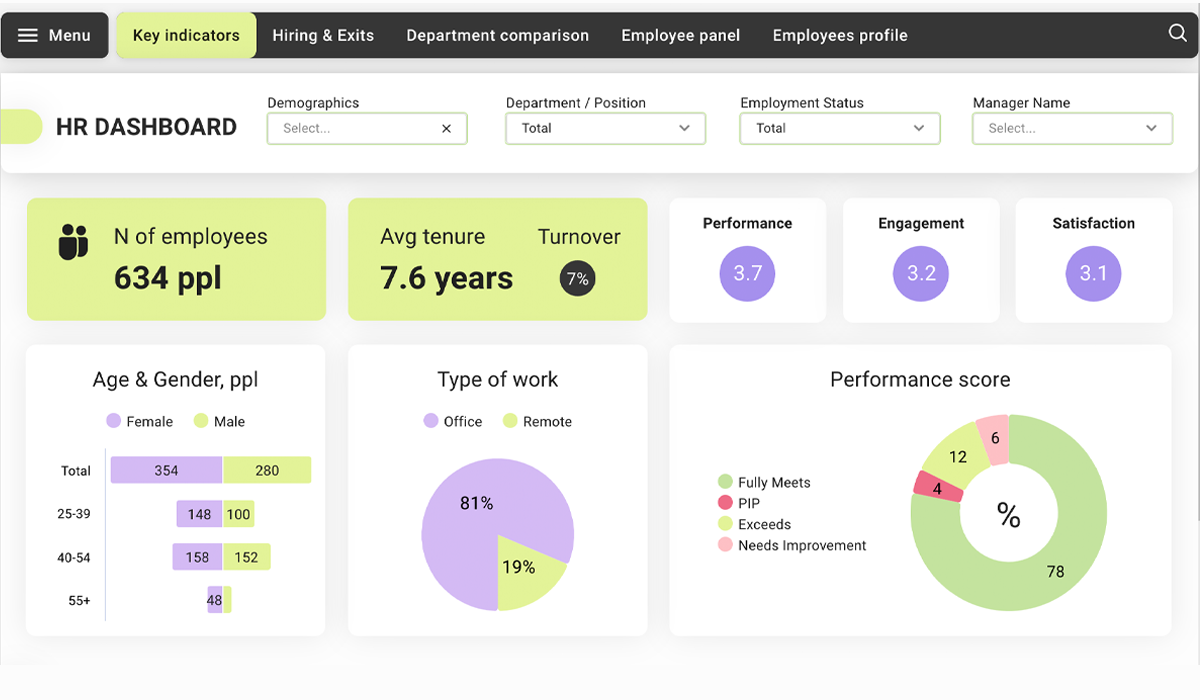 Menu
Key indicators
Hiring & Exits
Department comparison
Employee panel
Employees profile
HR DASHBOARD
Demographics
Select...
Department / Position
Total
Employment Status
Total
Manager Name
Select...
N of employees
634 ppl
Avg tenure
7.6 years
Turnover
7%
Performance
3.7
Engagement
3.2
Satisfaction
3.1
Age & Gender, ppl
Female Male
Total 354 280
25-39 148 100
40-54 158 152
55+ 48
Type of work
Office Remote
81%
19%
Performance score
Fully Meets
PIP
Exceeds
Needs Improvement
6
12
4
%
78